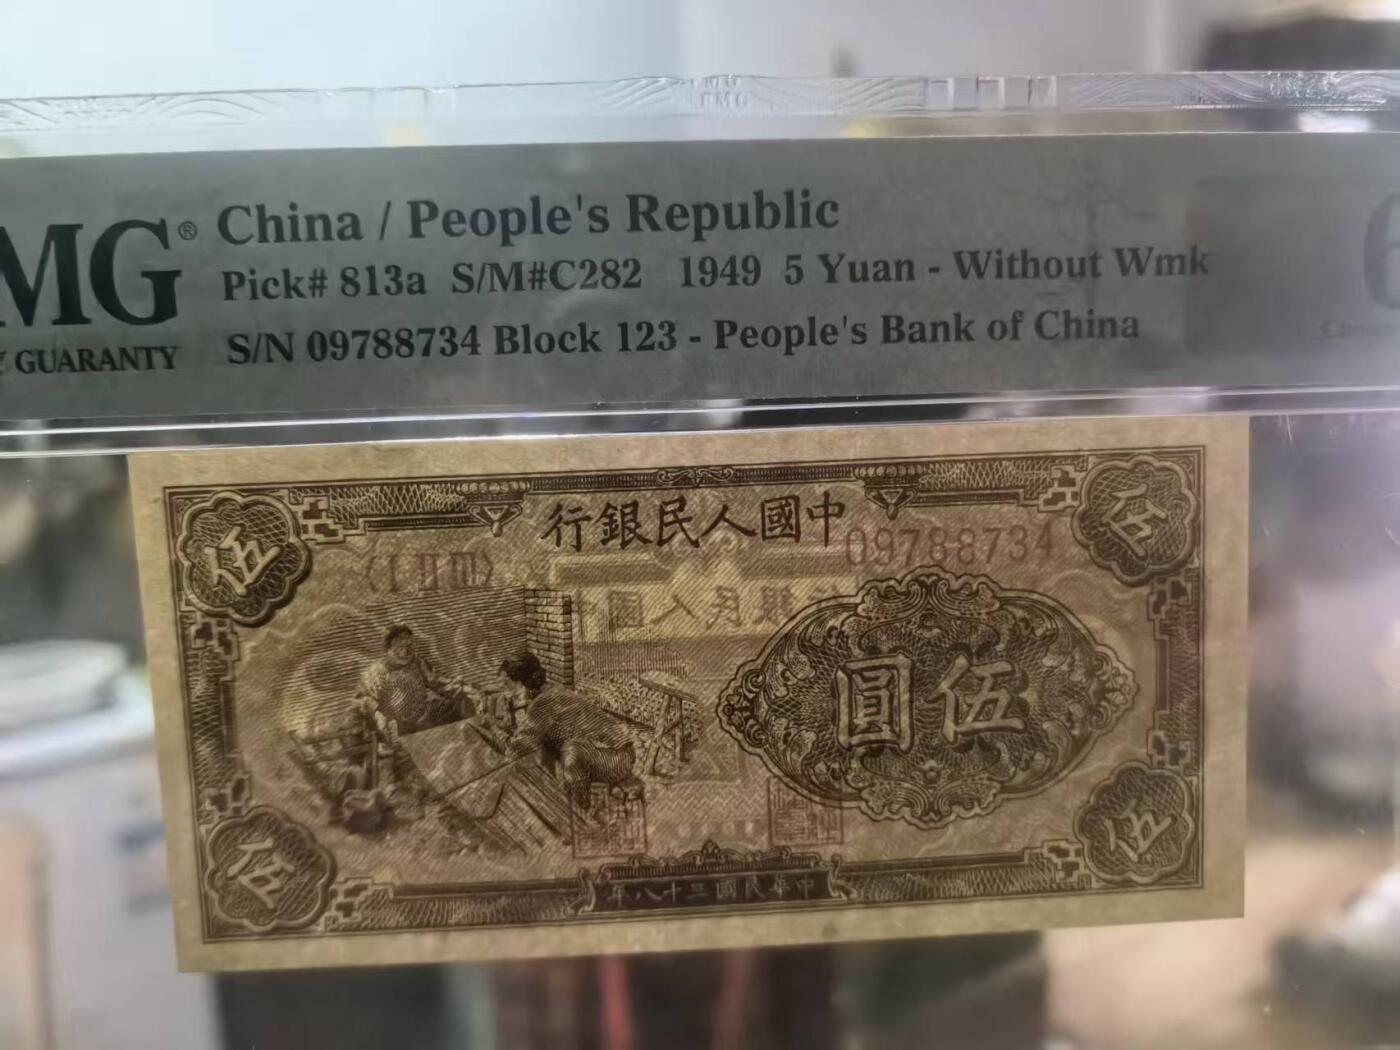 MG®
GUARANTY
China / People's Republic
Pick# 813a S/M#C282 1949 5 Yuan - Without Wmk
S/N 09788734 Block 123 - People's Bank of China
中國人民銀行
〈ⅠⅡⅢ〉
09788734
伍
伍
伍圓
伍
伍
中華民國三十八年